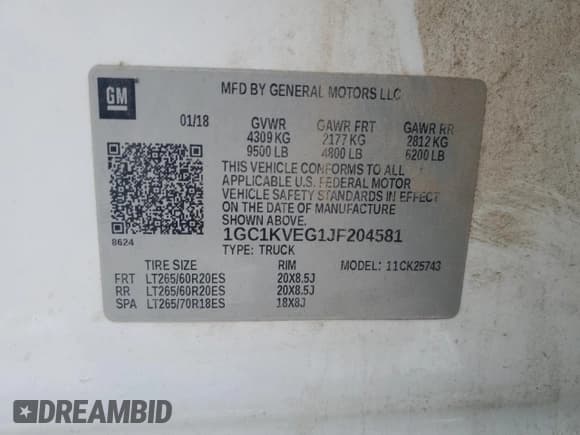 GM
MFD BY GENERAL MOTORS LLC
01/18
GVWR GAWR FRT GAWR RR
4309 KG 2177 KG 2812 KG
9500 LB 4800 LB 6200 LB
THIS VEHICLE CONFORMS TO ALL
APPLICABLE U.S. FEDERAL MOTOR
VEHICLE SAFETY STANDARDS IN EFFECT
ON THE DATE OF MANUFACTURE
SHOWN ABOVE.
8624
1GC1KVEG1JF204581
TYPE: TRUCK
TIRE SIZE RIM MODEL: 11CK25743
FRT LT265/60R20ES 20X8.5J
RR LT265/60R20ES 20X8.5J
SPA LT265/70R18ES 18X8J
DREAMBID